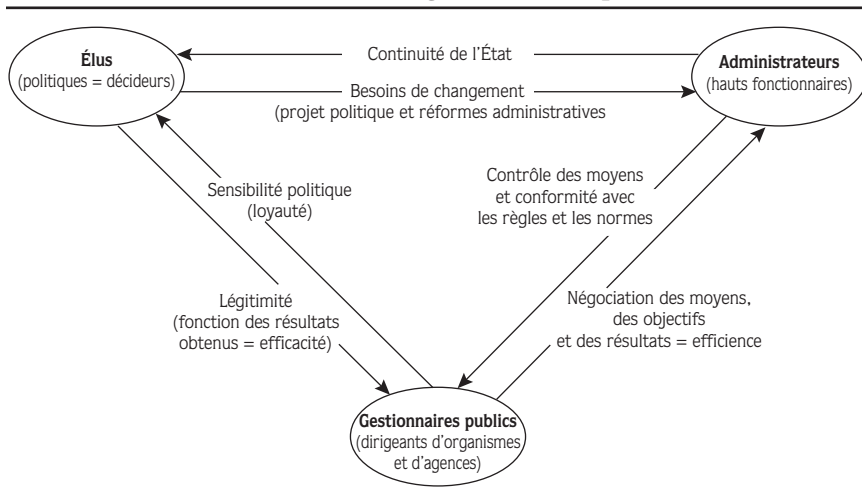 Élus
(politiques = décideurs)
Continuité de l'État
Besoins de changement
(projet politique et réformes administratives
Administrateurs
(hauts fonctionnaires)
Sensibilité politique
(loyauté)
Contrôle des moyens
et conformité avec
les règles et les normes
Légitimité
(fonction des résultats
obtenus = efficacité)
Négociation des moyens,
des objectifs
et des résultats = efficience
Gestionnaires publics
(dirigeants d'organismes
et d'agences)